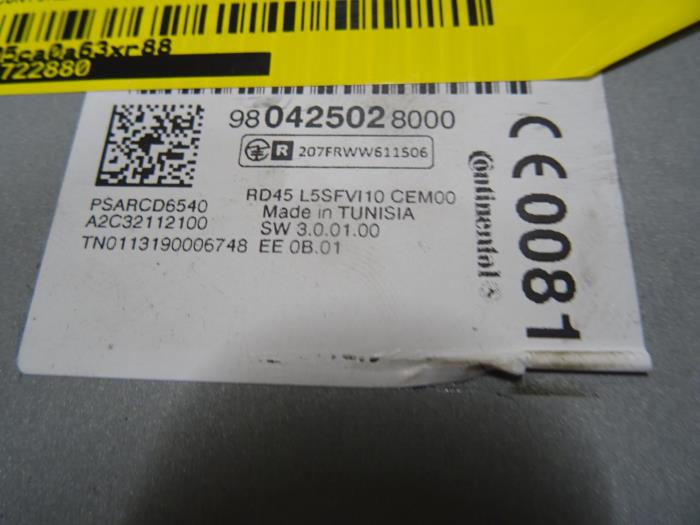 5ca0a63xr88
722880
98 042502 8000
R 207FRWW611506
PSARCD6540
A2C32112100
TN0113190006748
RD45 L5SFVI10 CEM00
Made in TUNISIA
SW 3.0.01.00
EE 0B.01
Continental
CE 0081